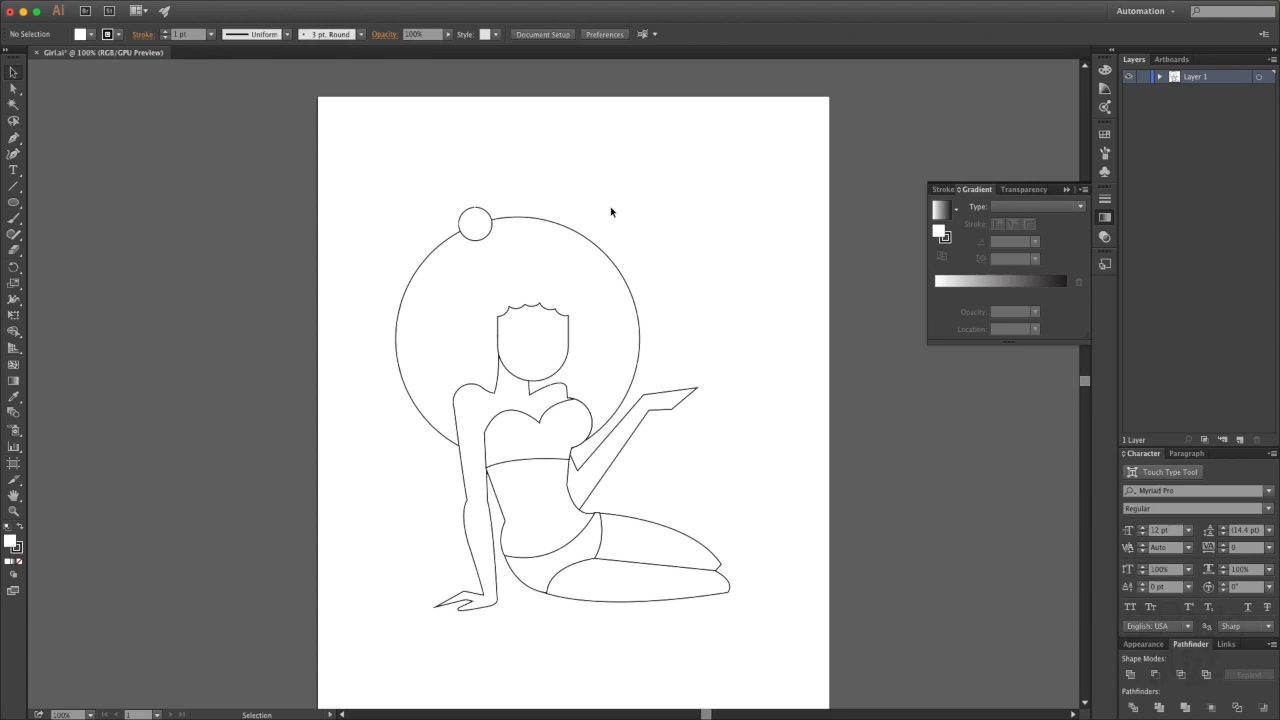 Ai Br St Automation
No Selection Stroke: 1 pt Uniform 3 pt. Round Opacity: 100% Style: Document Setup Preferences
Girl.ai* @ 100% (RGB/GPU Preview)
Layers Artboards
Layer 1
Stroke Gradient Transparency
Type:
Stroke:
Opacity:
Location:
1 Layer
Character Paragraph
Touch Type Tool
Myriad Pro
Regular
12 pt (14.4 pt)
Auto 0
100% 100%
0 pt 0°
English: USA Sharp
Appearance Pathfinder Links
Shape Modes:
Expand
Pathfinders:
100% 1 Selection